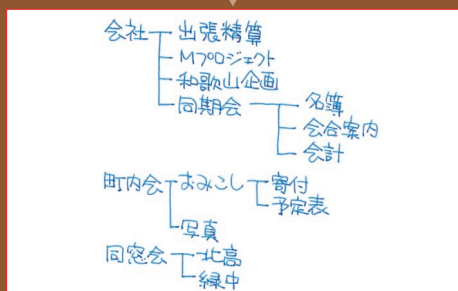 会社 出張精算
Mプロジェクト
和歌山企画
同期会 名簿
会合案内
会計
町内会 おみこし 寄付
予定表
写真
同窓会 北高
緑中